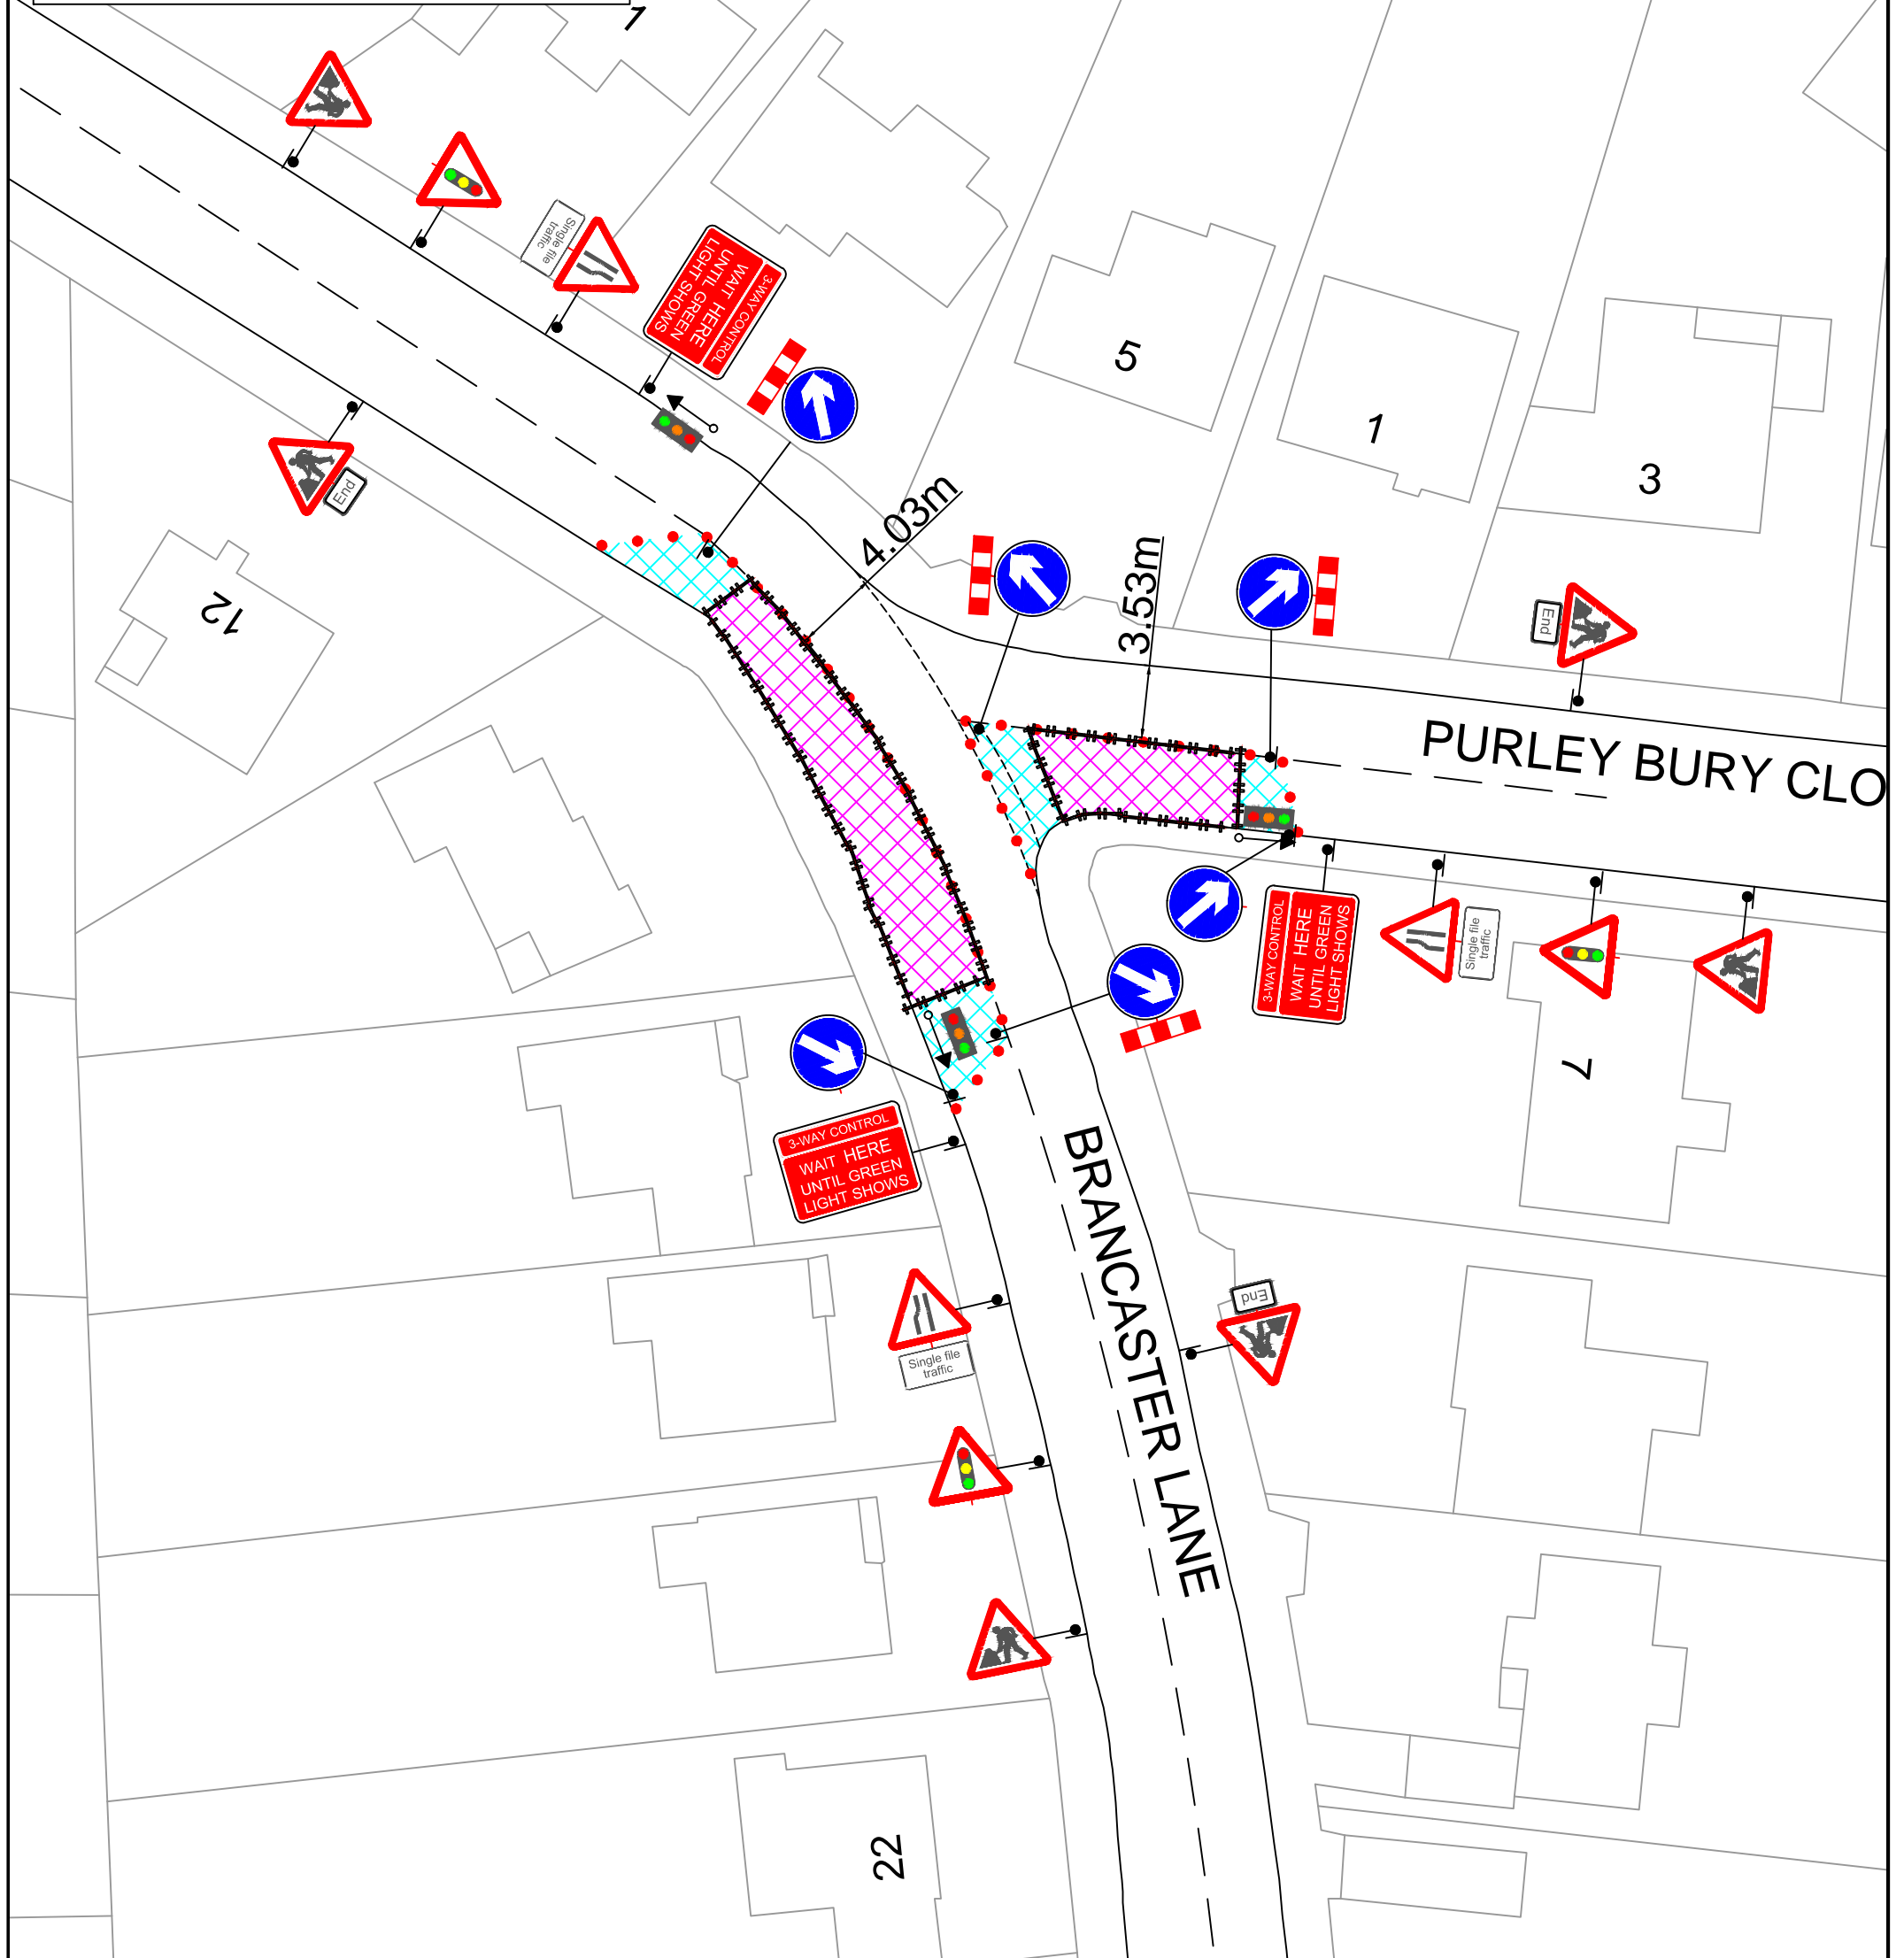 1
Single file
traffic
3-WAY CONTROL
WAIT HERE
UNTIL GREEN
LIGHT SHOWS
5
1
3
End
4.03m
3.53m
12
End
PURLEY BURY CLO
3-WAY CONTROL
WAIT HERE
UNTIL GREEN
LIGHT SHOWS
Single file
traffic
7
3-WAY CONTROL
WAIT HERE
UNTIL GREEN
LIGHT SHOWS
BRANCASTER LANE
End
Single file
traffic
22